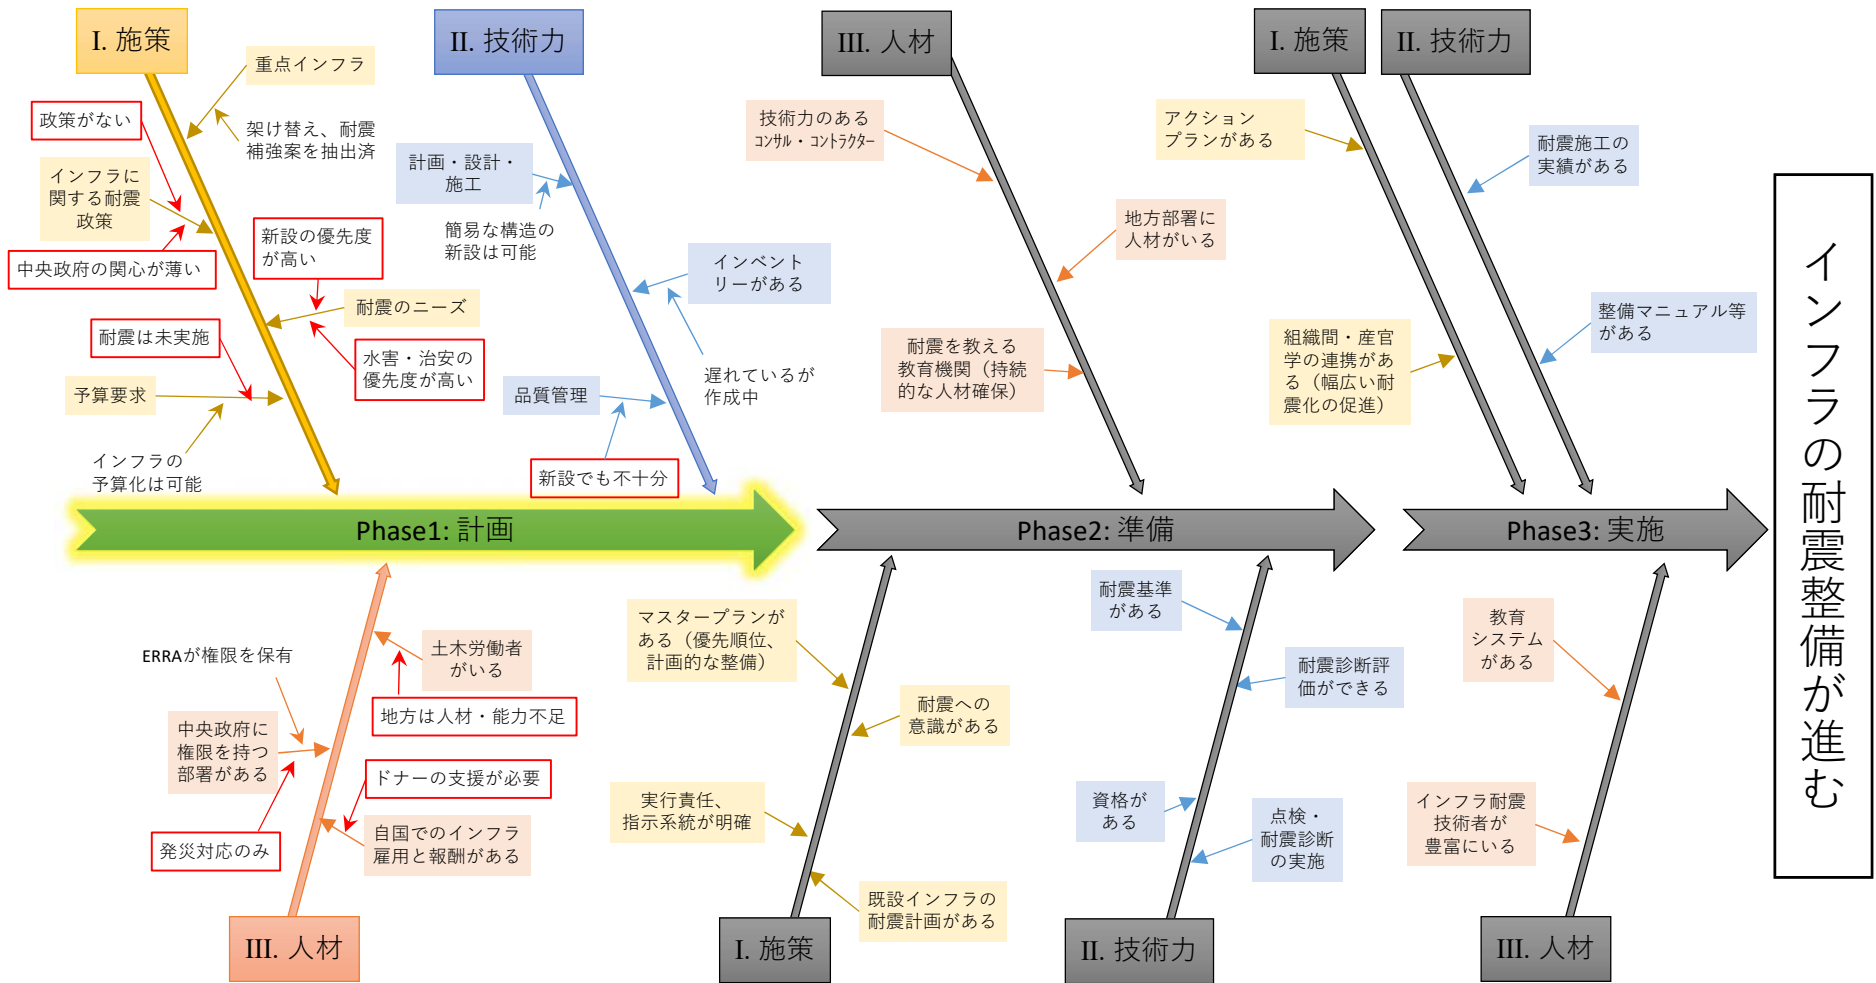 I. 施策
重点インフラ
政策がない
架け替え、耐震
補強案を抽出済
インフラに
関する耐震
政策
中央政府の関心が薄い
新設の優先度
が高い
耐震のニーズ
耐震は未実施
水害・治安の
優先度が高い
予算要求
インフラの
予算化は可能
II. 技術力
計画・設計・
施工
簡易な構造の
新設は可能
インベント
リーがある
遅れているが
作成中
品質管理
新設でも不十分
III. 人材
技術力のある
コンサル・コントラクター
地方部署に
人材がいる
耐震を教える
教育機関（持続
的な人材確保）
I. 施策
アクション
プランがある
組織間・産官
学の連携があ
る（幅広い耐
震化の促進）
II. 技術力
耐震施工の
実績がある
整備マニュアル等
がある
Phase1: 計画
Phase2: 準備
Phase3: 実施
インフラの耐震整備が進む
ERRAが権限を保有
土木労働者
がいる
地方は人材・能力不足
中央政府に
権限を持つ
部署がある
ドナーの支援が必要
発災対応のみ
自国でのインフラ
雇用と報酬がある
III. 人材
マスタープランが
ある（優先順位、
計画的な整備）
耐震への
意識がある
実行責任、
指示系統が明確
既設インフラの
耐震計画がある
I. 施策
耐震基準
がある
耐震診断評
価ができる
資格が
ある
点検・
耐震診断
の実施
II. 技術力
教育
システム
がある
インフラ耐震
技術者が
豊富にいる
III. 人材